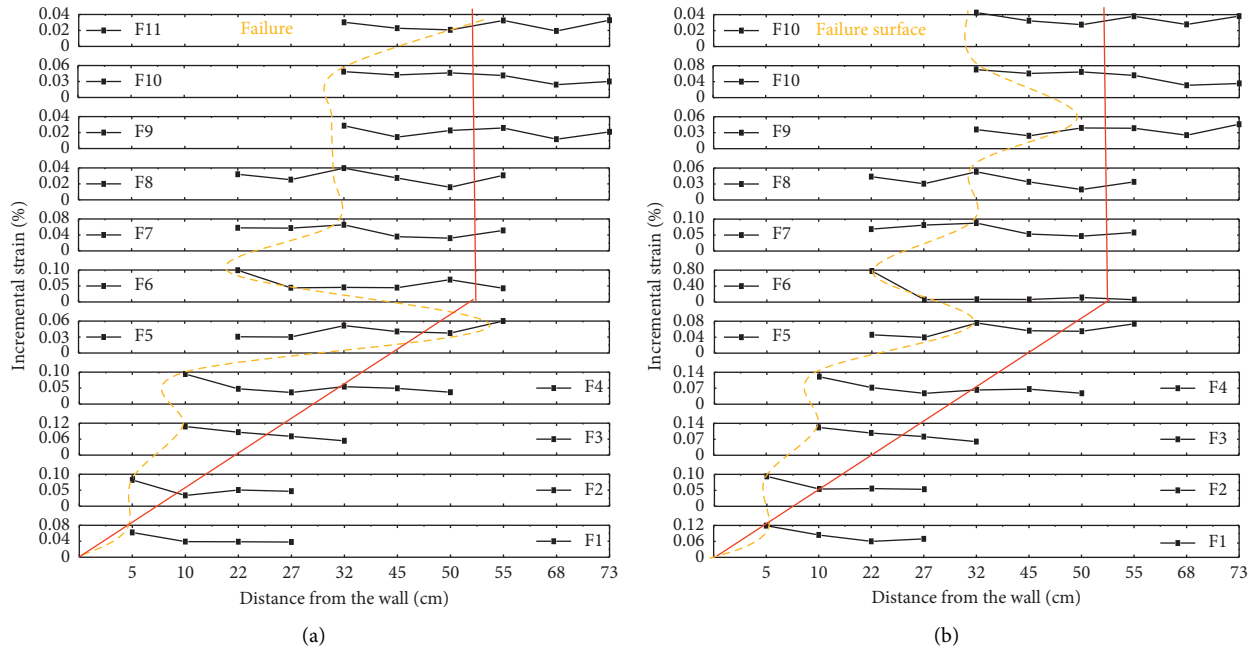 0.04
0
F11
Failure
0.06
0.03
0
F10
0.04
0.02
0
F9
0.04
0.02
0
F8
0.08
0.04
0
F7
0.10
0.05
0
F6
0.06
0.03
0
F5
0.10
0.05
0
F4
0.12
0.06
F3
0.10
0.05
0
F2
0.08
0.04
0
F1
Incremental strain (%)
5 10 22 27 32 45 50 55 68 73
Distance from the wall (cm)
(a)
0.04
0.02
0
F10
Failure surface
0.08
0.04
0
F10
0.06
0.03
0
F9
0.06
0.03
0
F8
0.10
0.05
0
F7
0.80
0.40
0
F6
0.08
0.04
0
F5
0.14
0.07
0
F4
0.14
0.07
F3
0.10
0.05
0
F2
0.12
0.06
0
F1
Incremental strain (%)
5 10 22 27 32 45 50 55 68 73
Distance from the wall (cm)
(b)